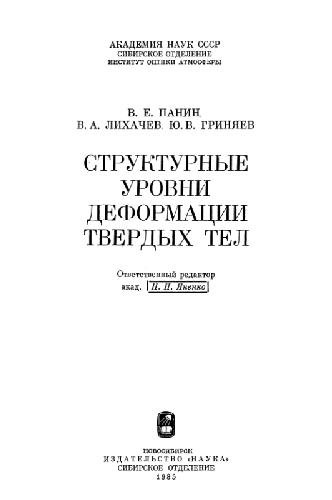 АКАДЕМИЯ НАУК СССР
СИБИРСКОЕ ОТДЕЛЕНИЕ
ИНСТИТУТ ОПТИКИ АТМОСФЕРЫ
В. Е. ПАНИН,
В. А. ЛИХАЧЕВ, Ю. В. ГРИНЯЕВ
СТРУКТУРНЫЕ
УРОВНИ
ДЕФОРМАЦИИ
ТВЕРДЫХ ТЕЛ
Ответственный редактор
акад. Н. Н. Яненко
НОВОСИБИРСК
ИЗДАТЕЛЬСТВО «НАУКА»
СИБИРСКОЕ ОТДЕЛЕНИЕ
1985